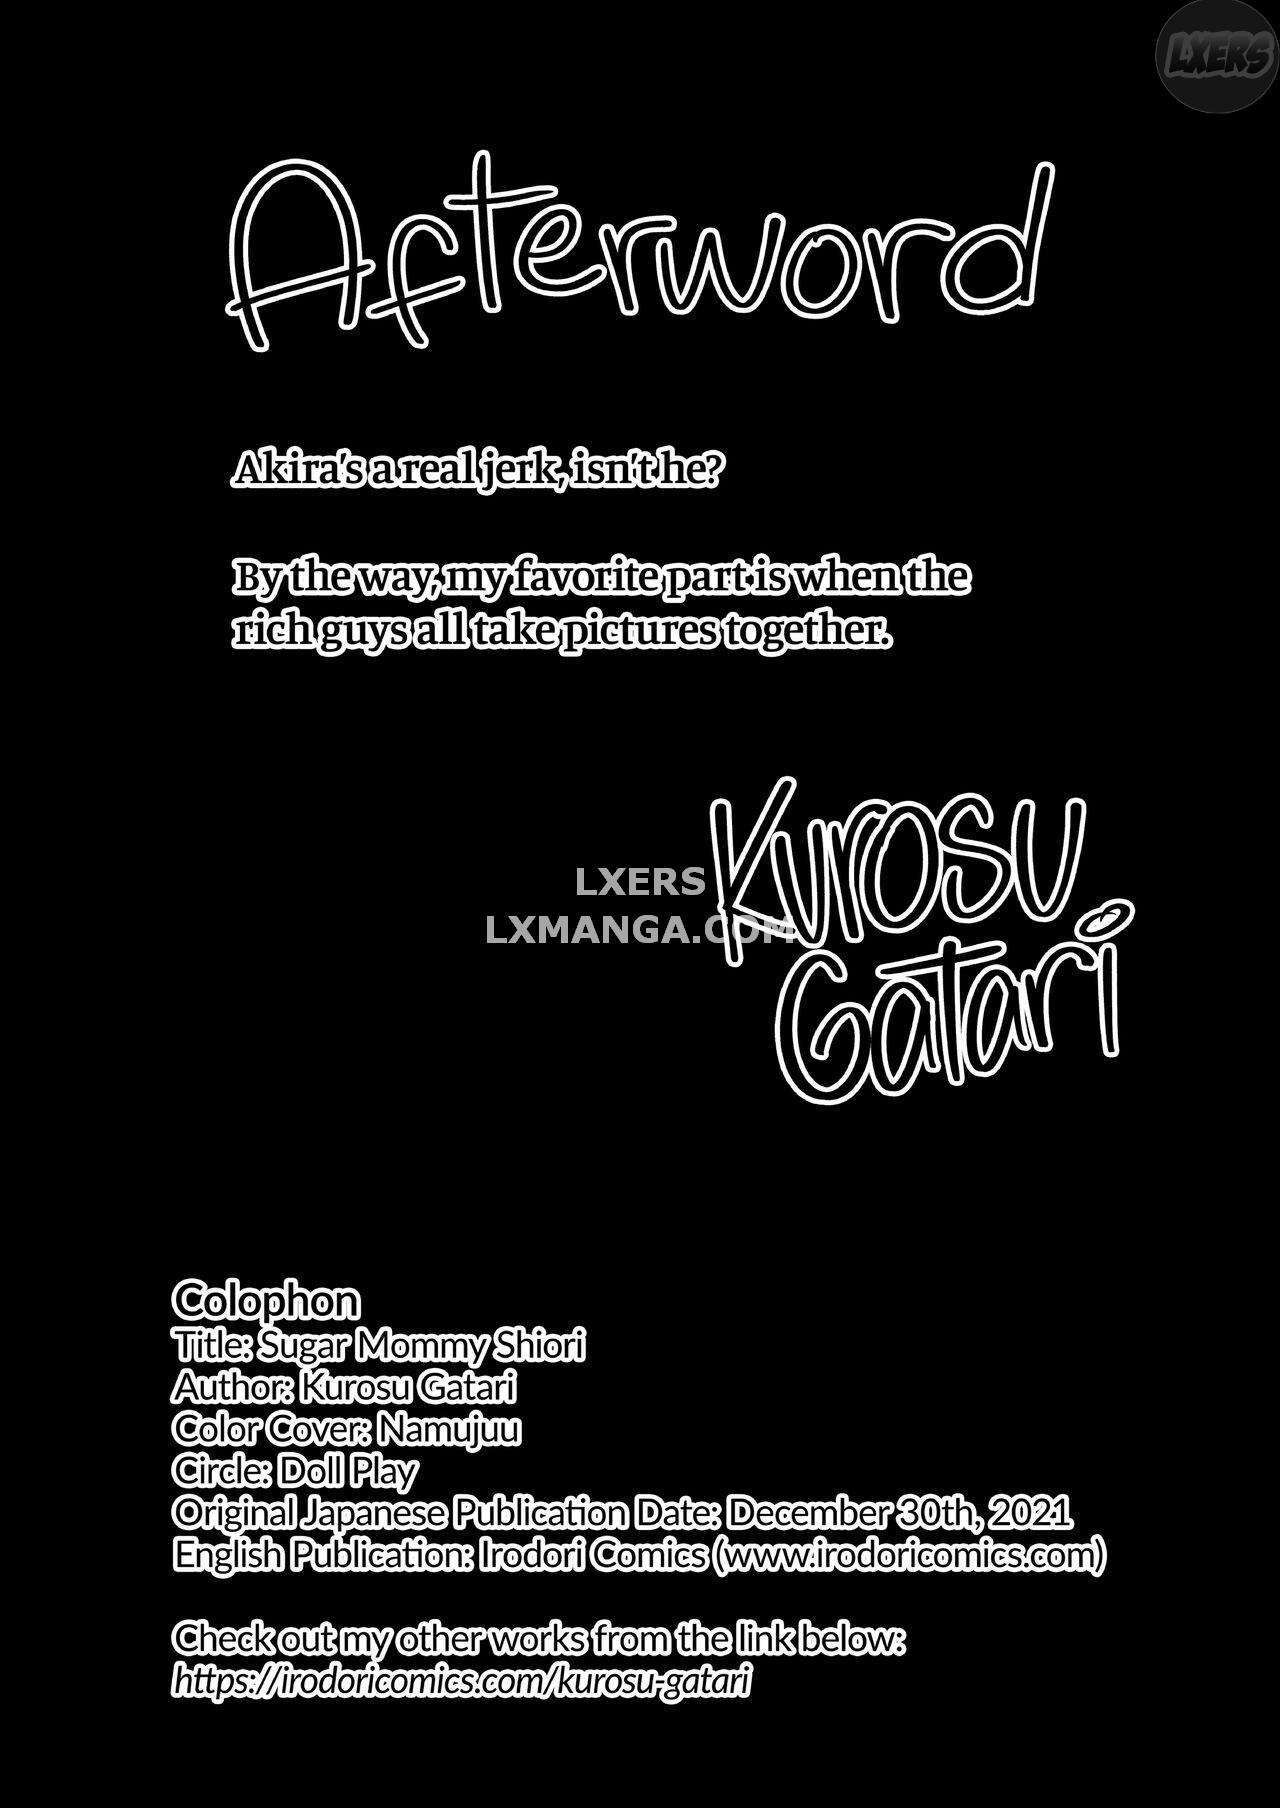 LXERS
Afterword
Akira's a real jerk, isn't he?
By the way, my favorite part is when the
rich guys all take pictures together.
Kurosu
Gatari
LXERS
LXMANGA.COM
Colophon
Title: Sugar Mommy Shiori
Author: Kurosu Gatari
Color Cover: Namujuu
Circle: Doll Play
Original Japanese Publication Date: December 30th, 2021
English Publication: Irodori Comics (www.irodoricomics.com)
Check out my other works from the link below:
https://irodoricomics.com/kurosu-gatari